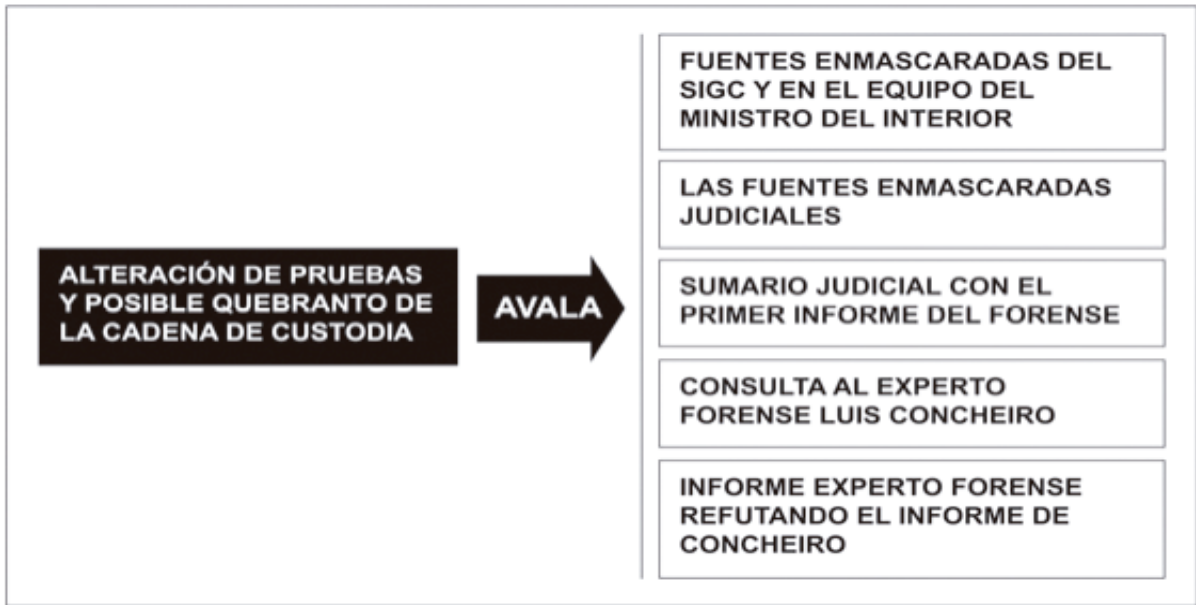 ALTERACIÓN DE PRUEBAS
Y POSIBLE QUEBRANTO DE
LA CADENA DE CUSTODIA
AVALA
FUENTES ENMASCARADAS DEL
SIGC Y EN EL EQUIPO DEL
MINISTRO DEL INTERIOR
LAS FUENTES ENMASCARADAS
JUDICIALES
SUMARIO JUDICIAL CON EL
PRIMER INFORME DEL FORENSE
CONSULTA AL EXPERTO
FORENSE LUIS CONCHEIRO
INFORME EXPERTO FORENSE
REFUTANDO EL INFORME DE
CONCHEIRO